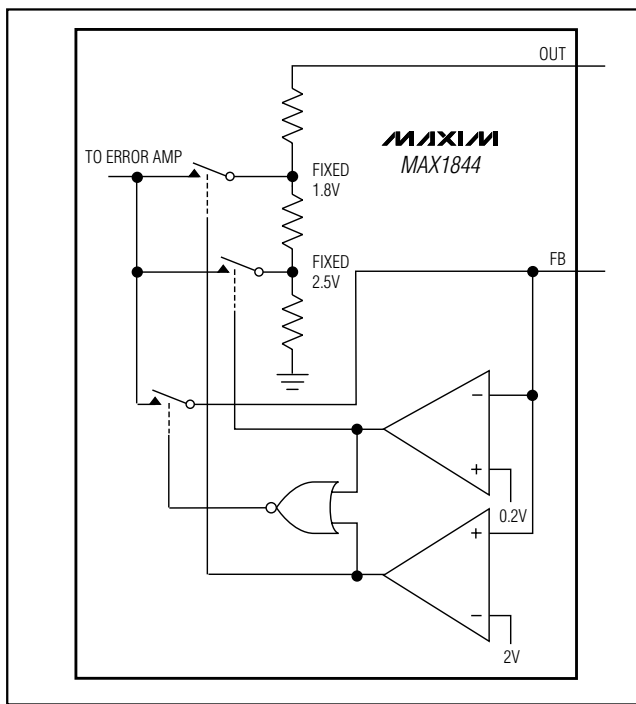 OUT
MAXIM
MAX1844
TO ERROR AMP
FIXED
1.8V
FIXED
2.5V
FB
−
+
0.2V
+
−
2V